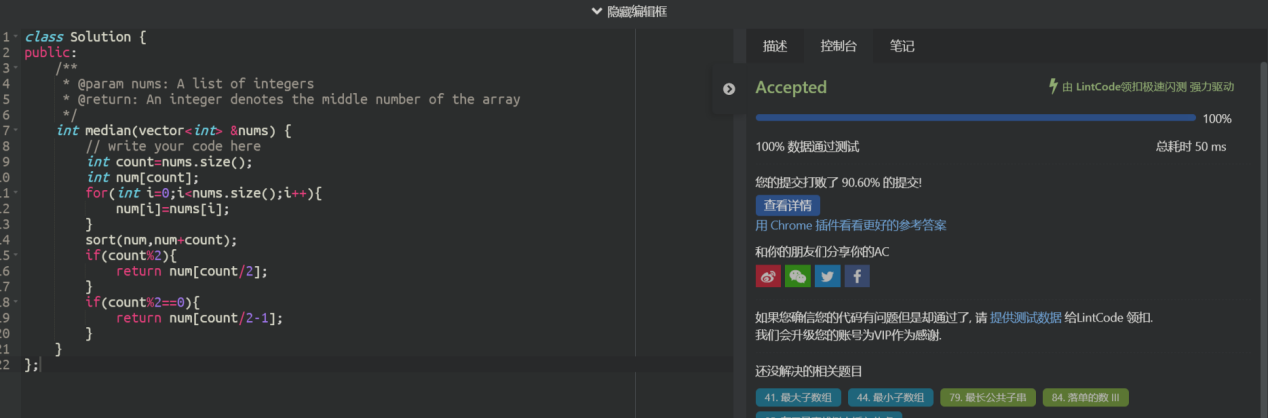 隐藏编辑框
1 class Solution {
2 public:
3 /**
4 * @param nums: A list of integers
5 * @return: An integer denotes the middle number of the array
6 */
7 int median(vector<int> &nums) {
8 // write your code here
9 int count=nums.size();
10 int num[count];
11 for(int i=0;i<nums.size();i++){
12 num[i]=nums[i];
13 }
14 sort(num,num+count);
15 if(count%2){
16 return num[count/2];
17 }
18 if(count%2==0){
19 return num[count/2-1];
20 }
21 }
22 };
描述 控制台 笔记
Accepted
由 LintCode领扣极速闪测 强力驱动
100%
100% 数据通过测试
总耗时 50 ms
您的提交打败了 90.60% 的提交!
查看详情
用 Chrome 插件看看更好的参考答案
和你的朋友们分享你的AC
如果您确信您的代码有问题但是却通过了, 请 提供测试数据 给LintCode 领扣.
我们会升级您的账号为VIP作为感谢.
还没解决的相关题目
41. 最大子数组 44. 最小子数组 79. 最长公共子串 84. 落单的数 III